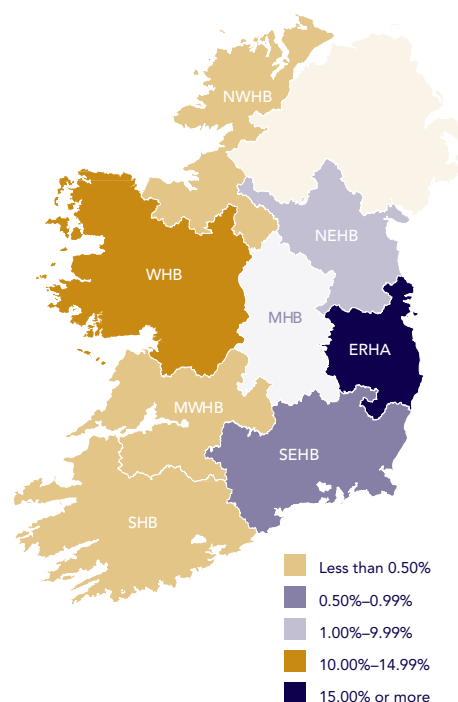 NWHB
NEHB
WHB
MHB
ERHA
MWHB
SEHB
SHB
Less than 0.50%
0.50%–0.99%
1.00%–9.99%
10.00%–14.99%
15.00% or more